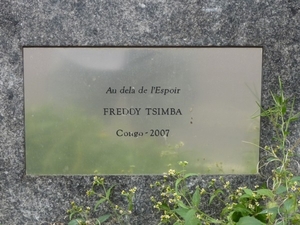 Au dela de l'Espoir
FREDDY TSIMBA
Congo - 2007